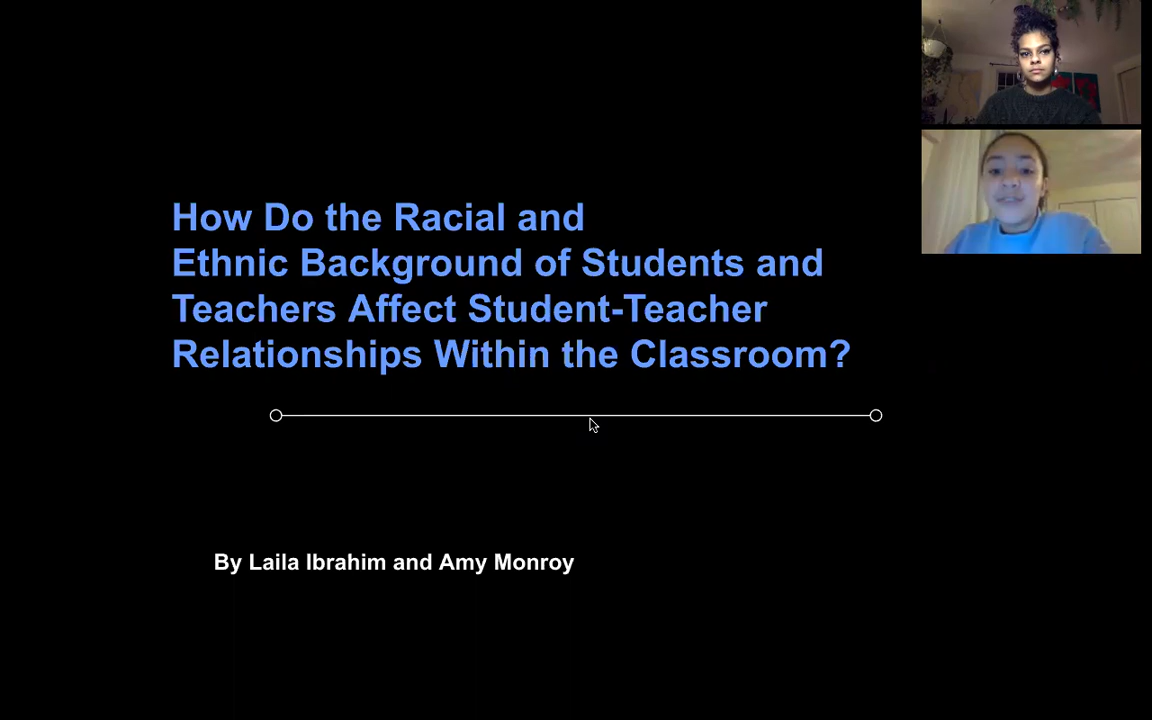 How Do the Racial and
Ethnic Background of Students and
Teachers Affect Student-Teacher
Relationships Within the Classroom?
By Laila Ibrahim and Amy Monroy